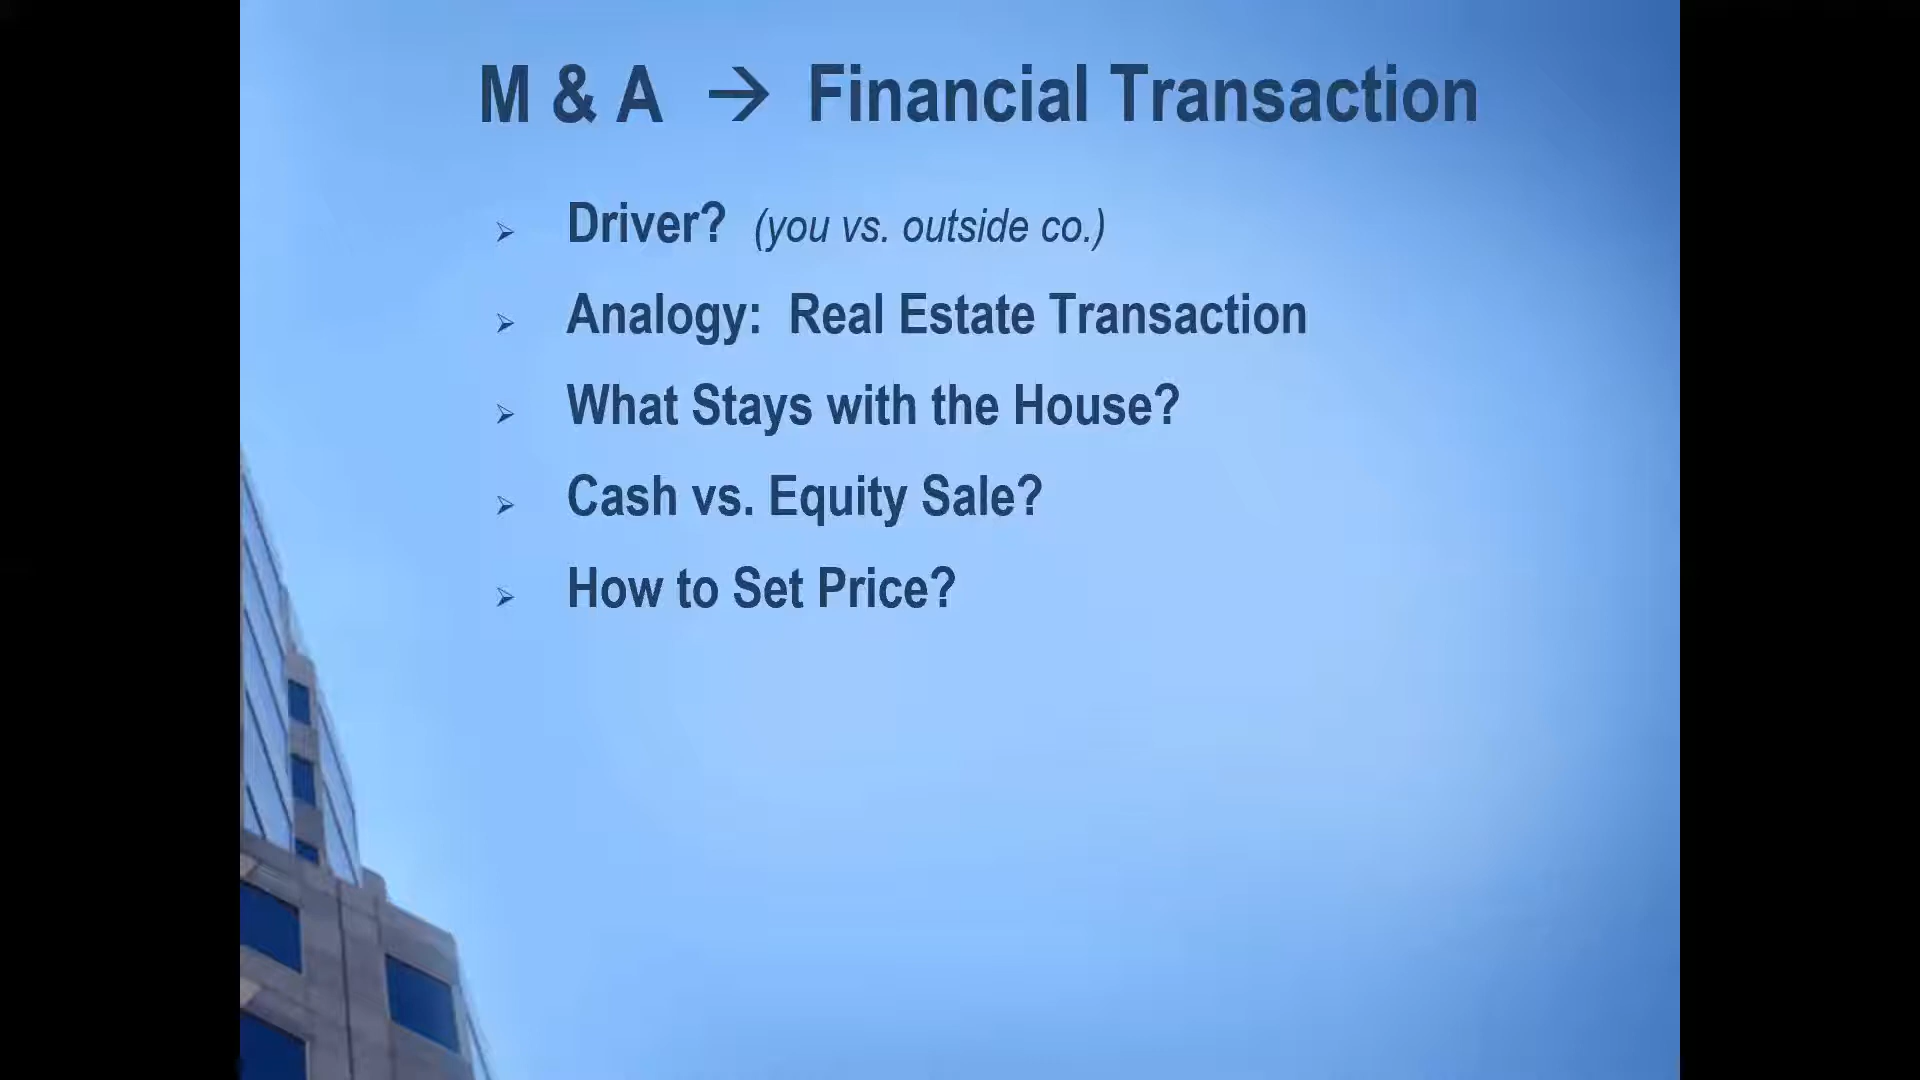 M & A → Financial Transaction
➢ Driver? (you vs. outside co.)
➢ Analogy: Real Estate Transaction
➢ What Stays with the House?
➢ Cash vs. Equity Sale?
➢ How to Set Price?